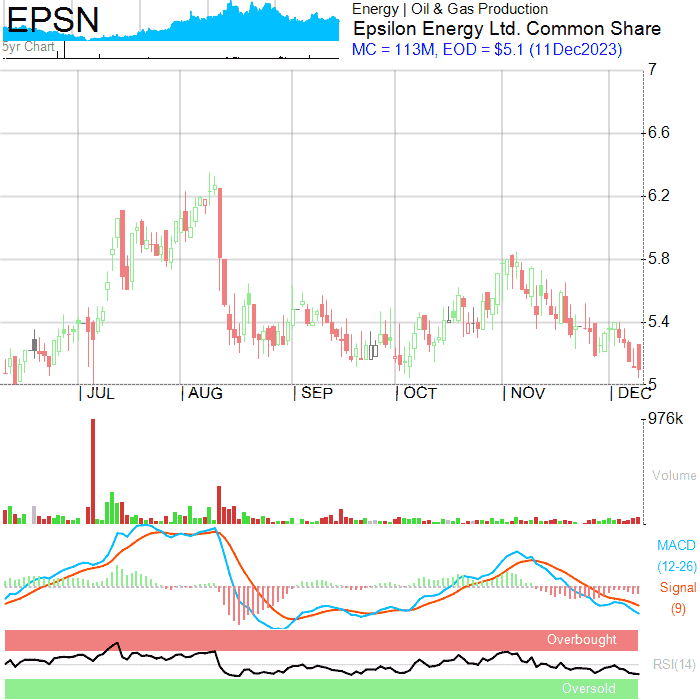 EPSN
5yr Chart
Energy | Oil & Gas Production
Epsilon Energy Ltd. Common Share
MC = 113M, EOD = $5.1 (11Dec2023)
7
6.6
6.2
5.8
5.4
5
JUL AUG SEP OCT NOV DEC
976k
Volume
MACD
(12-26)
Signal
(9)
Overbought
RSI(14)
Oversold